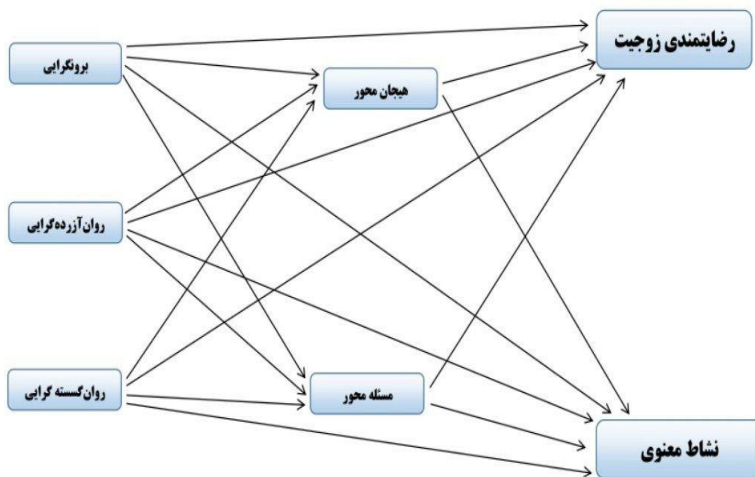 رضایتمندی زوجیت
برونگرایی
هیجان محور
روان‌آزرده‌گرایی
روان‌گسسته گرایی
مسئله محور
نشاط معنوی